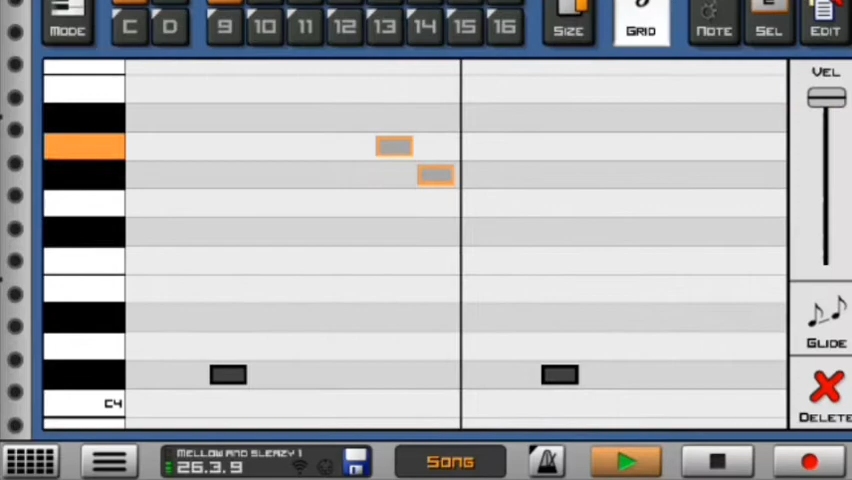 MODE
C D 9 10 11 12 13 14 15 16
SIZE GRID NOTE SEL EDIT
VEL
GLIDE
DELETE
C4
MELLOW AND SLEAZY 1
26.3.9
SONG